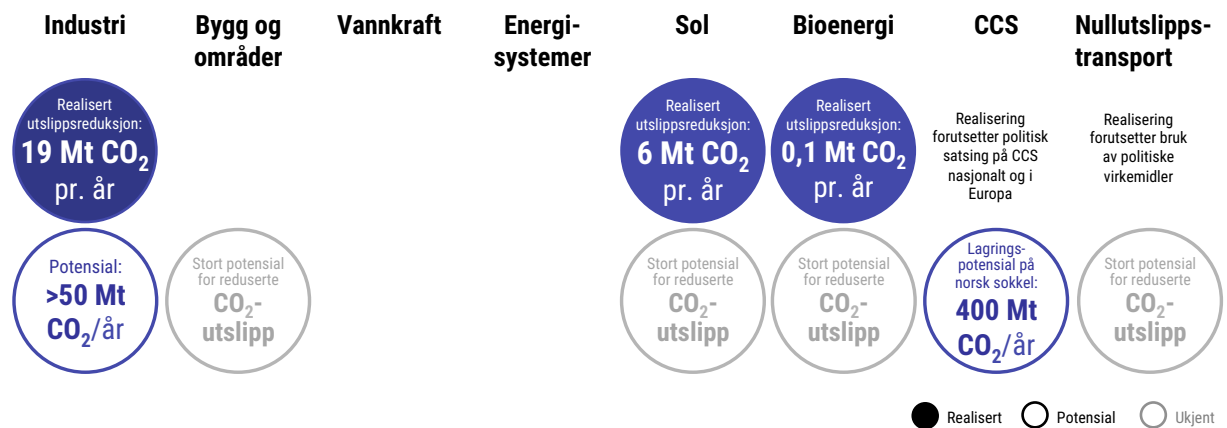 Industri
Bygg og
områder
Vannkraft
Energi-
systemer
Sol
Bioenergi
CCS
Nullutslipps-
transport
Realisert
utslippsreduksjon:
19 Mt CO₂
pr. år
Realisert
utslippsreduksjon:
6 Mt CO₂
pr. år
Realisert
utslippsreduksjon:
0,1 Mt CO₂
pr. år
Realisering
forutsetter politisk
satsing på CCS
nasjonalt og i
Europa
Realisering
forutsetter bruk
av politiske
virkemidler
Potensial:
>50 Mt
CO₂/år
Stort potensial
for reduserte
CO₂-
utslipp
Stort potensial
for reduserte
CO₂-
utslipp
Stort potensial
for reduserte
CO₂-
utslipp
Lagrings-
potensial på
norsk sokkel:
400 Mt
CO₂/år
Stort potensial
for reduserte
CO₂-
utslipp
Realisert
Potensial
Ukjent